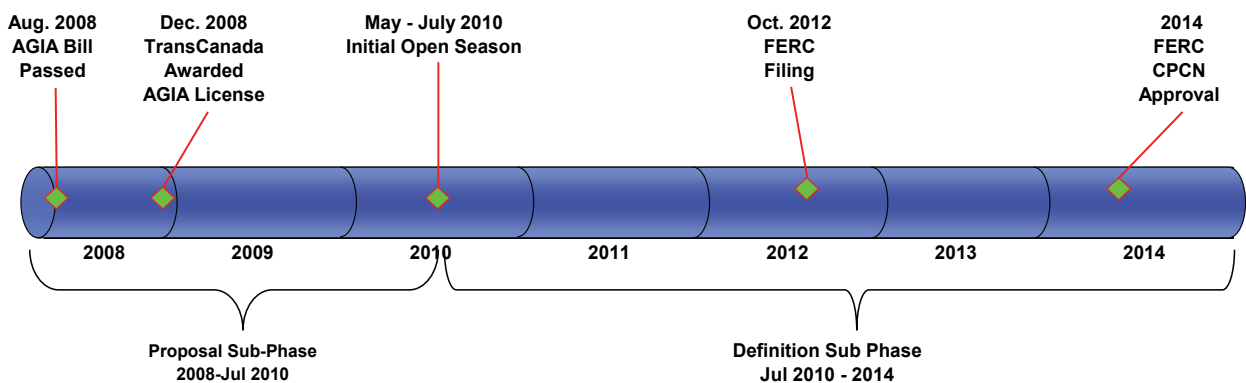 Aug. 2008
AGIA Bill
Passed
Dec. 2008
TransCanada
Awarded
AGIA License
May - July 2010
Initial Open Season
Oct. 2012
FERC
Filing
2014
FERC
CPCN
Approval
2008
2009
2010
2011
2012
2013
2014
Proposal Sub-Phase
2008-Jul 2010
Definition Sub Phase
Jul 2010 - 2014